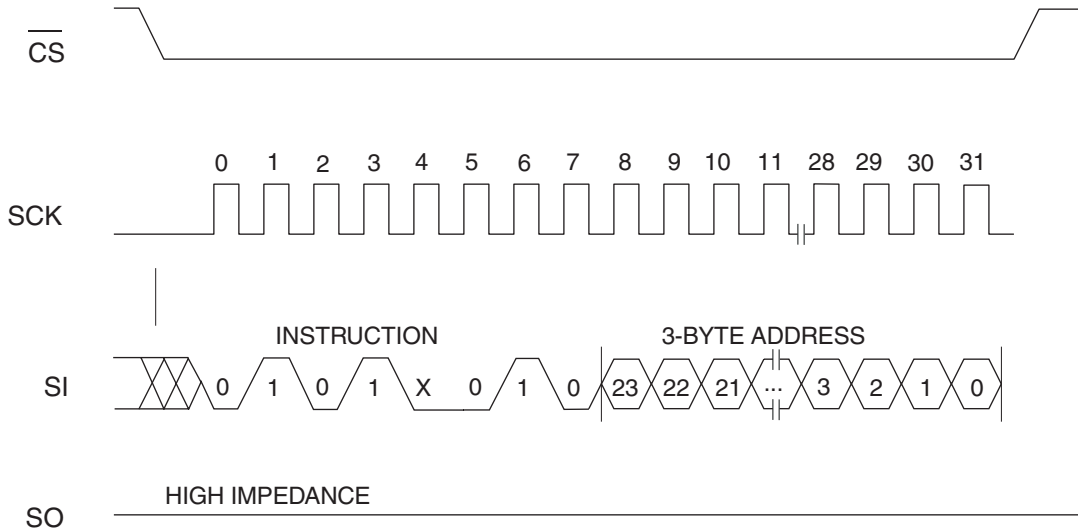 CS
0 1 2 3 4 5 6 7 8 9 10 11 28 29 30 31
SCK
INSTRUCTION 3-BYTE ADDRESS
SI 0 1 0 1 X 0 1 0 23 22 21 ... 3 2 1 0
HIGH IMPEDANCE
SO